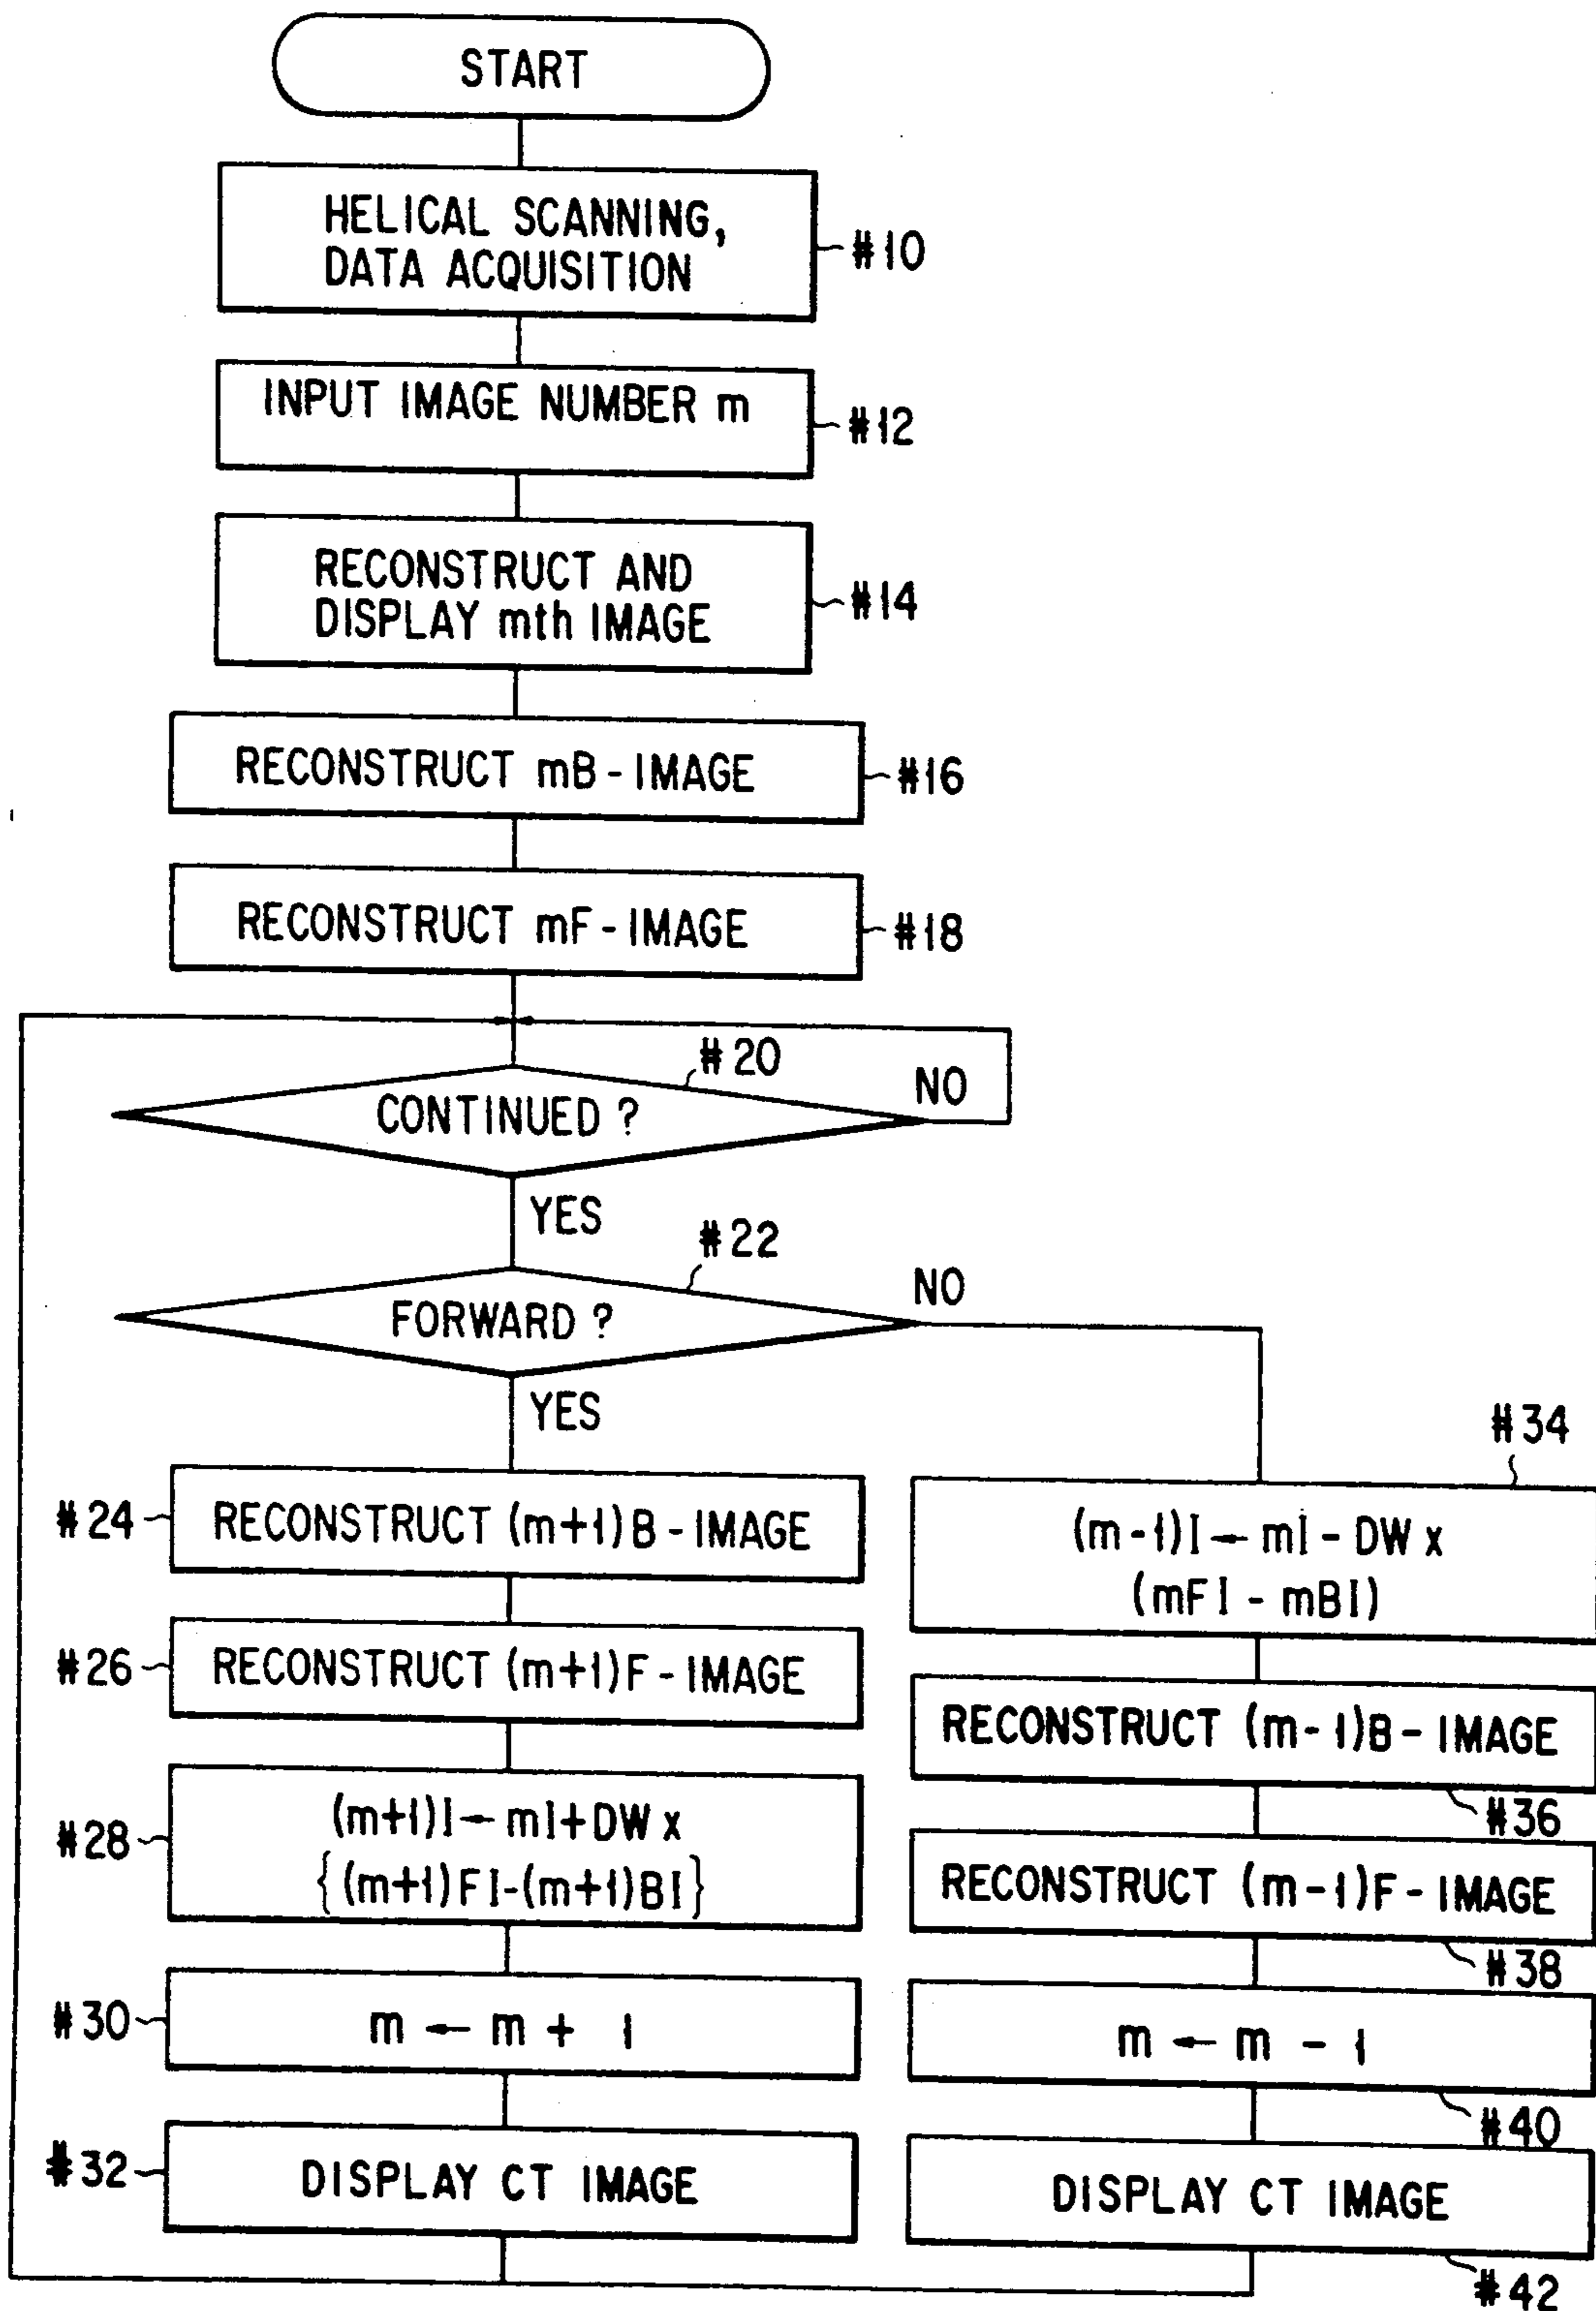 START
HELICAL SCANNING,
DATA ACQUISITION
#10
INPUT IMAGE NUMBER m
#12
RECONSTRUCT AND
DISPLAY mth IMAGE
#14
RECONSTRUCT mB-IMAGE
#16
RECONSTRUCT mF-IMAGE
#18
#20
CONTINUED ?
NO
YES
#22
FORWARD ?
NO
YES
#24
RECONSTRUCT (m+1)B-IMAGE
#26
RECONSTRUCT (m+1)F-IMAGE
#28
(m+1)I←mI+DW x
{(m+1)FI-(m+1)BI}
#30
m ← m + 1
#32
DISPLAY CT IMAGE
#34
(m-1)I←mI-DW x
(mFI-mBI)
RECONSTRUCT (m-1)B-IMAGE
#36
RECONSTRUCT (m-1)F-IMAGE
#38
m ← m - 1
#40
DISPLAY CT IMAGE
#42